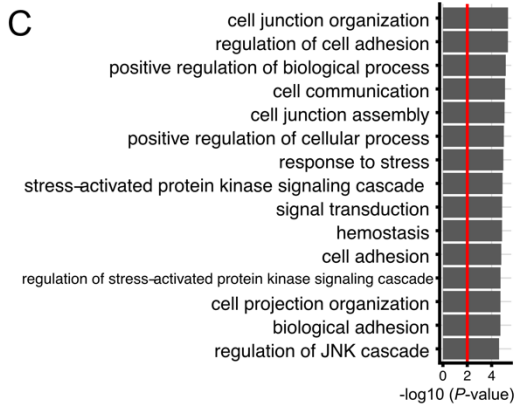 C
cell junction organization
regulation of cell adhesion
positive regulation of biological process
cell communication
cell junction assembly
positive regulation of cellular process
response to stress
stress-activated protein kinase signaling cascade
signal transduction
hemostasis
cell adhesion
regulation of stress-activated protein kinase signaling cascade
cell projection organization
biological adhesion
regulation of JNK cascade
0 2 4
-log10 (P-value)